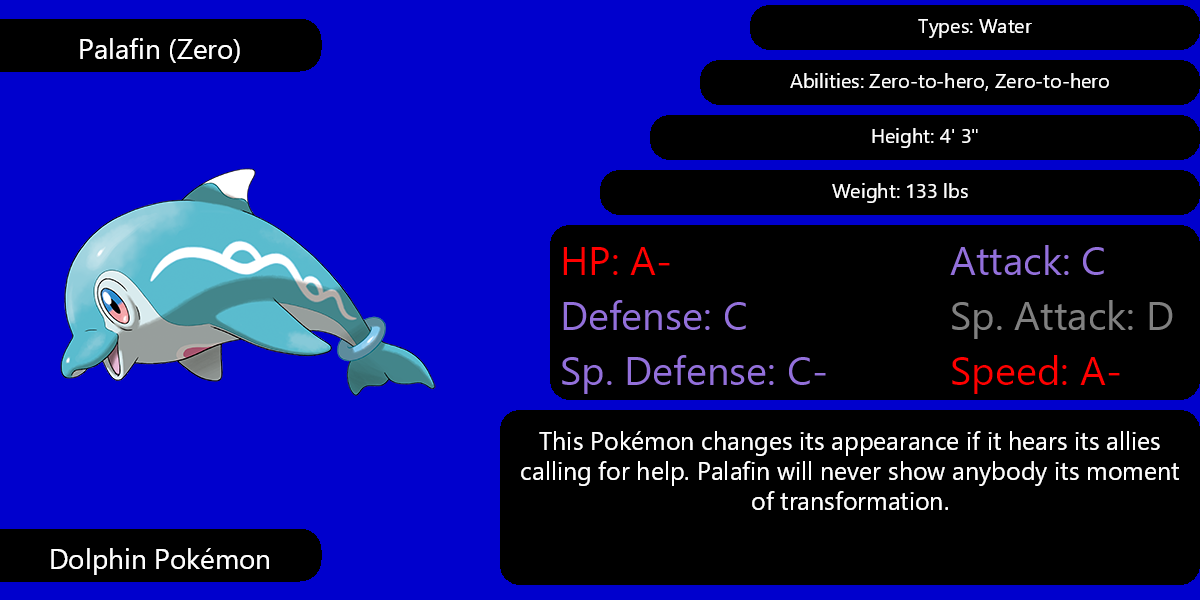 Palafin (Zero)
Types: Water
Abilities: Zero-to-hero, Zero-to-hero
Height: 4' 3"
Weight: 133 lbs
HP: A-
Attack: C
Defense: C
Sp. Attack: D
Sp. Defense: C-
Speed: A-
This Pokémon changes its appearance if it hears its allies
calling for help. Palafin will never show anybody its moment
of transformation.
Dolphin Pokémon